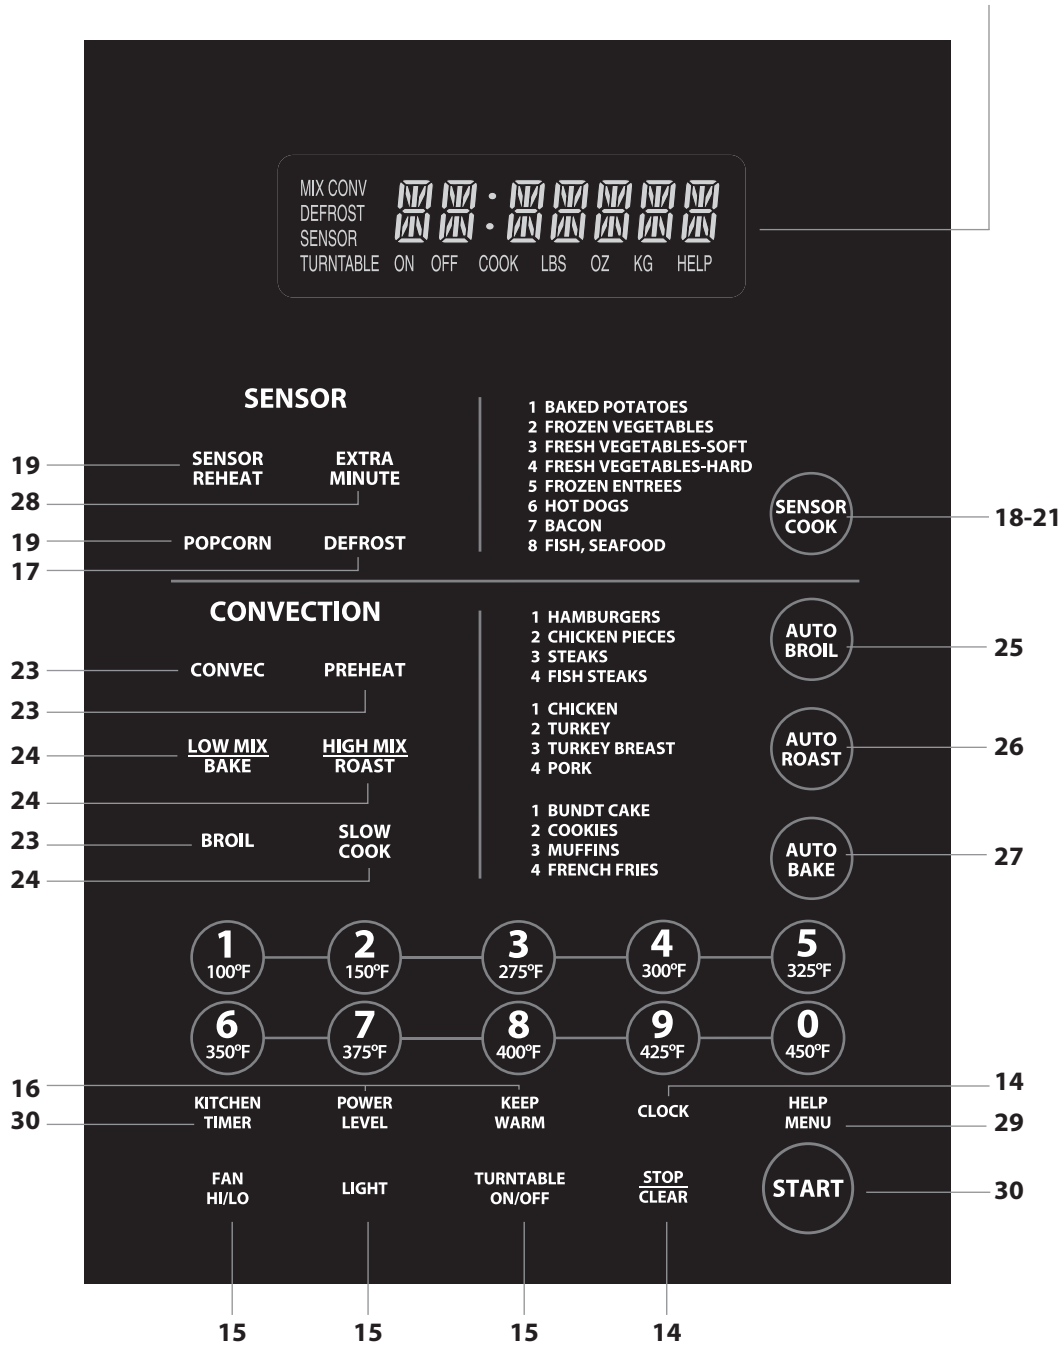 MIX CONV
DEFROST
SENSOR
TURNTABLE ON OFF COOK LBS OZ KG HELP
SENSOR
19 SENSOR
REHEAT
EXTRA
MINUTE
28
19 POPCORN
DEFROST
17
1 BAKED POTATOES
2 FROZEN VEGETABLES
3 FRESH VEGETABLES-SOFT
4 FRESH VEGETABLES-HARD
5 FROZEN ENTREES
6 HOT DOGS
7 BACON
8 FISH, SEAFOOD
SENSOR
COOK
18-21
CONVECTION
23 CONVEC
PREHEAT
23
24 LOW MIX
BAKE
HIGH MIX
ROAST
24
23 BROIL
SLOW
COOK
24
1 HAMBURGERS
2 CHICKEN PIECES
3 STEAKS
4 FISH STEAKS
AUTO
BROIL
25
1 CHICKEN
2 TURKEY
3 TURKEY BREAST
4 PORK
AUTO
ROAST
26
1 BUNDT CAKE
2 COOKIES
3 MUFFINS
4 FRENCH FRIES
AUTO
BAKE
27
1 2 3 4 5
100°F 150°F 275°F 300°F 325°F
6 7 8 9 0
350°F 375°F 400°F 425°F 450°F
16
14
30
KITCHEN
TIMER
POWER
LEVEL
KEEP
WARM
CLOCK
HELP
MENU
29
FAN
HI/LO
LIGHT
TURNTABLE
ON/OFF
STOP
CLEAR
START
30
15 15 15 14